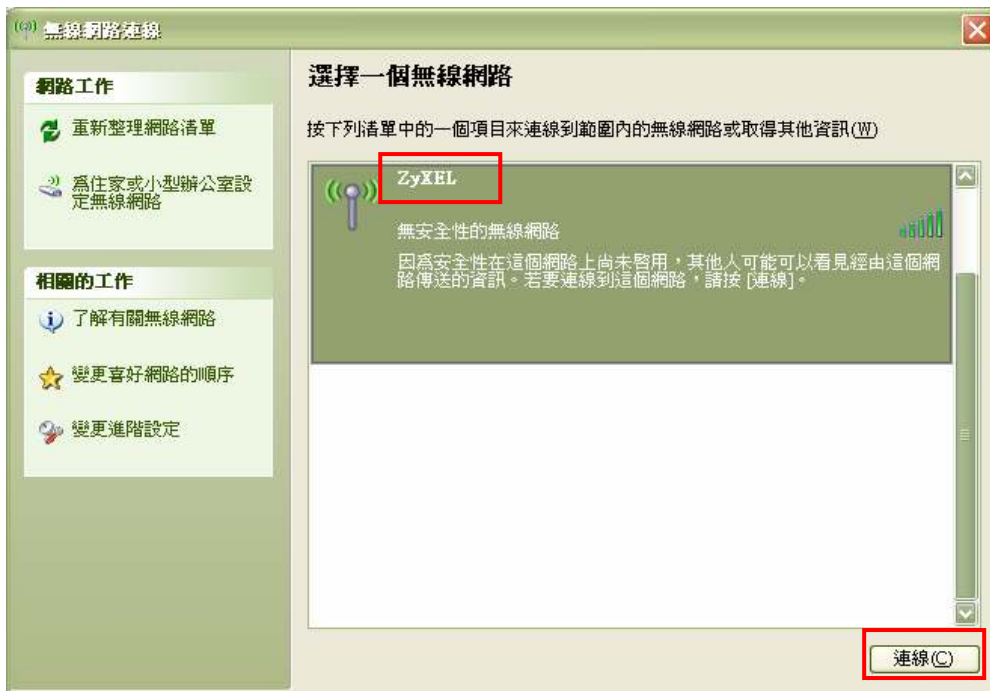 無線網路連線
網路工作
重新整理網路清單
為住家或小型辦公室設
定無線網路
相關的工作
了解有關無線網路
變更喜好網路的順序
變更進階設定
選擇一個無線網路
按下列清單中的一個項目來連線到範圍內的無線網路或取得其他資訊(W)
ZyXEL
無安全性的無線網路
因為安全性在這個網路上尚未啓用，其他人可能可以看見經由這個網
路傳送的資訊。若要連線到這個網路，請按 [連線]。
連線(C)